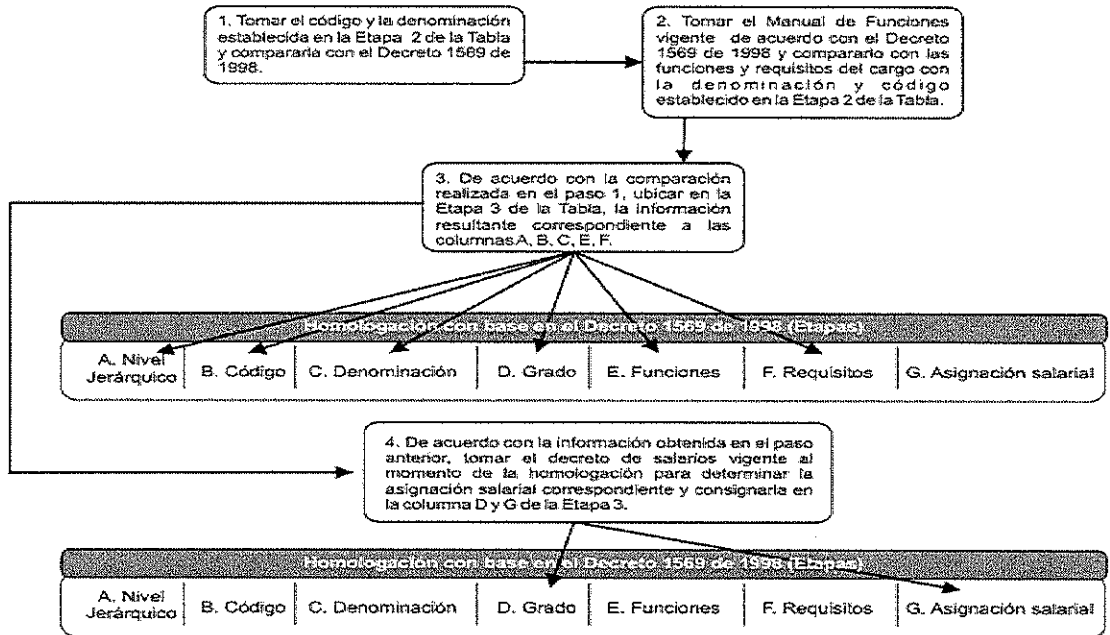 1. Tomar el código y la denominación
establecida en la Etapa 2 de la Tabla
y compararla con el Decreto 1569 de
1998.
2. Tomar el Manual de Funciones
vigente de acuerdo con el Decreto
1569 de 1998 y compararlo con las
funciones y requisitos del cargo con
la denominación y código
establecido en la Etapa 2 de la Tabla.
3. De acuerdo con la comparación
realizada en el paso 1, ubicar en la
Etapa 3 de la Tabla, la información
resultante correspondiente a las
columnas A, B, C, E, F.
Homologación con base en el Decreto 1569 de 1998 (Etapas)
A. Nivel
Jerárquico
B. Código
C. Denominación
D. Grado
E. Funciones
F. Requisitos
G. Asignación salarial
4. De acuerdo con la información obtenida en el paso
anterior, tomar el decreto de salarios vigente al
momento de la homologación para determinar la
asignación salarial correspondiente y consignarla en
la columna D y G de la Etapa 3.
Homologación con base en el Decreto 1569 de 1998 (Etapas)
A. Nivel
Jerárquico
B. Código
C. Denominación
D. Grado
E. Funciones
F. Requisitos
G. Asignación salarial